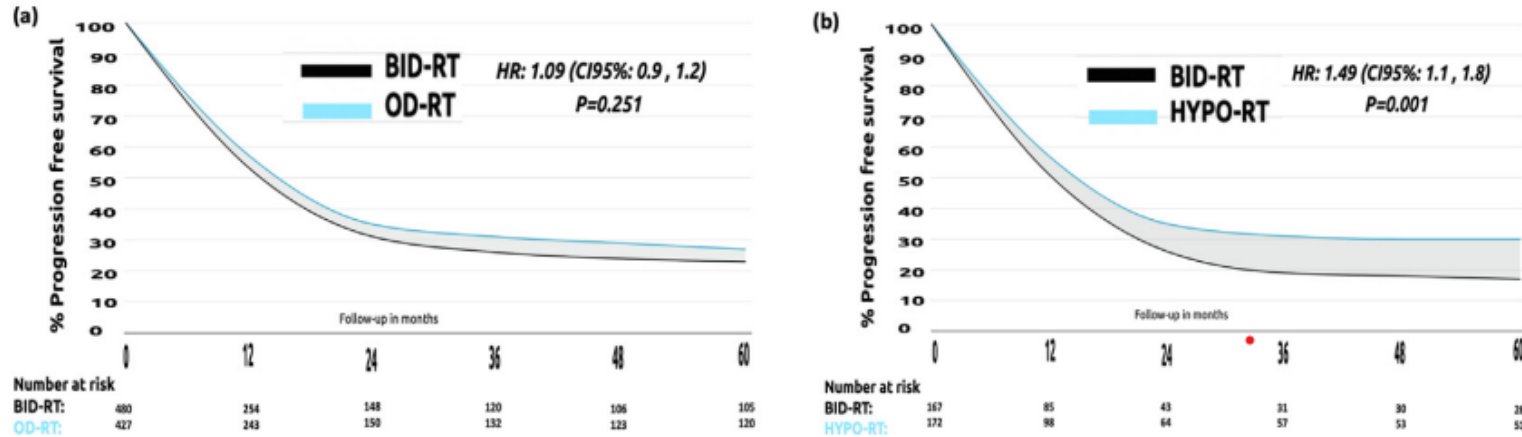 (a)
% Progression free survival
100
90
80
70
60
50
40
30
20
10
0
BID-RT
OD-RT
HR: 1.09 (CI95%: 0.9 , 1.2)
P=0.251
Follow-up in months
0 12 24 36 48 60
Number at risk
BID-RT: 480 254 148 120 106 105
OD-RT: 427 243 150 132 123 120
(b)
% Progression free survival
100
90
80
70
60
50
40
30
20
10
0
BID-RT
HYPO-RT
HR: 1.49 (CI95%: 1.1 , 1.8)
P=0.001
Follow-up in months
0 12 24 36 48 60
Number at risk
BID-RT: 167 85 43 31 30
HYPO-RT: 172 98 64 57 53